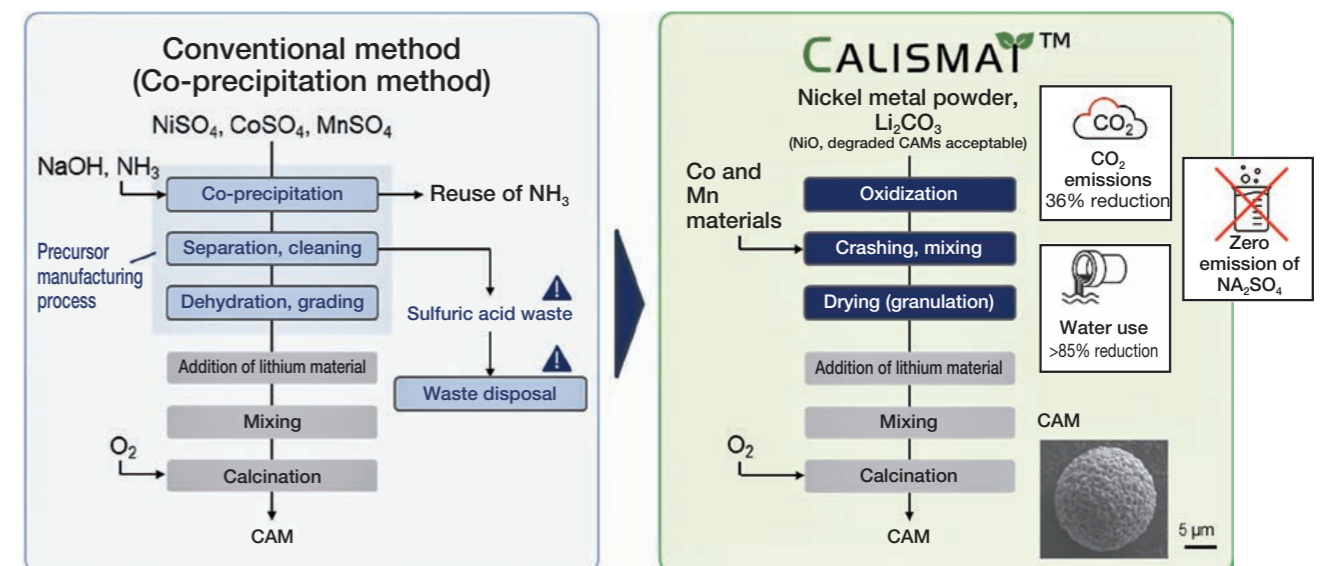 Conventional method
(Co-precipitation method)
NiSO₄, CoSO₄, MnSO₄
NaOH, NH₃
Co-precipitation
Reuse of NH₃
Precursor
manufacturing
process
Separation, cleaning
Dehydration, grading
Sulfuric acid waste
Addition of lithium material
Waste disposal
Mixing
O₂
Calcination
CAM
CALISMAT™
Nickel metal powder,
Li₂CO₃
(NiO, degraded CAMs acceptable)
Co and
Mn
materials
Oxidization
Crashing, mixing
Drying (granulation)
Addition of lithium material
Mixing
O₂
Calcination
CAM
CO₂
CO₂
emissions
36% reduction
Zero
emission of
NA₂SO₄
Water use
>85% reduction
CAM
5 µm